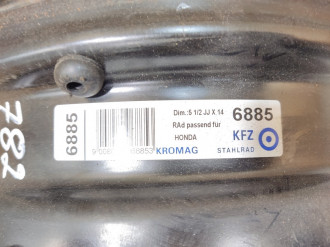 782
6885
Dim.:5 1/2 JJ X 14
RAd passend für
HONDA
6885
KFZ
KROMAG
STAHLRAD